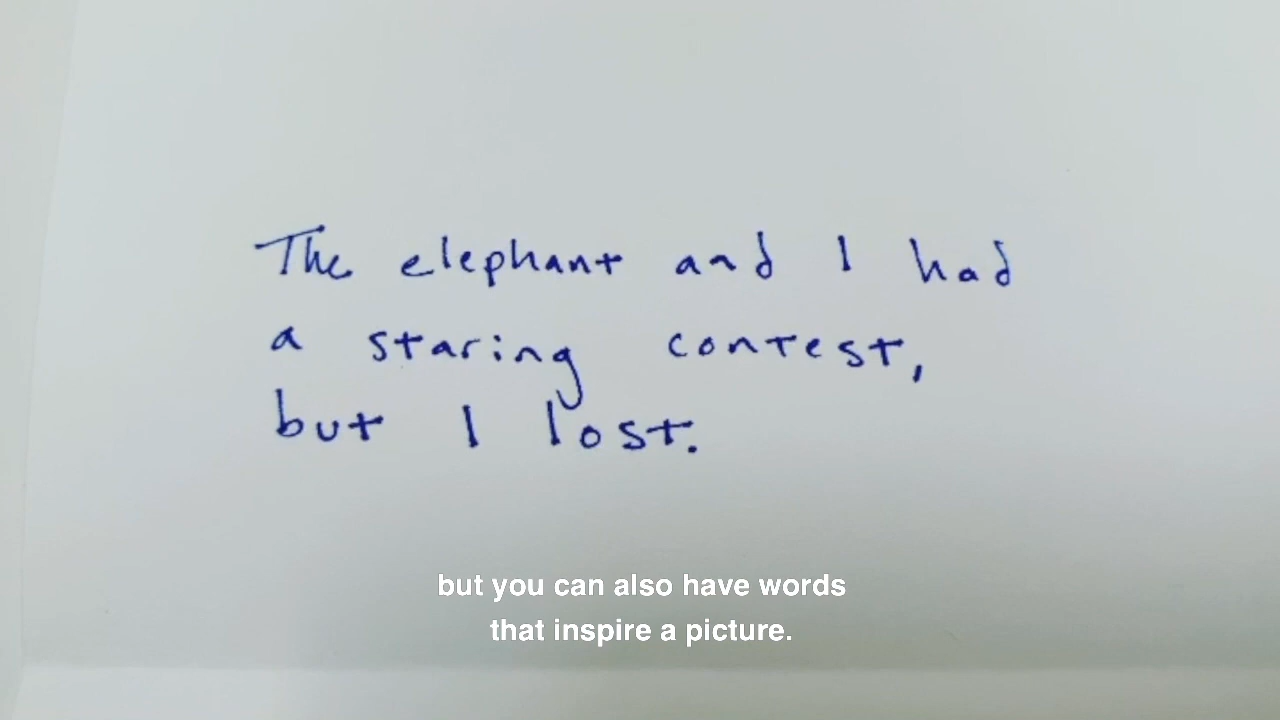 The elephant and I had
a staring contest,
but I lost.
but you can also have words
that inspire a picture.